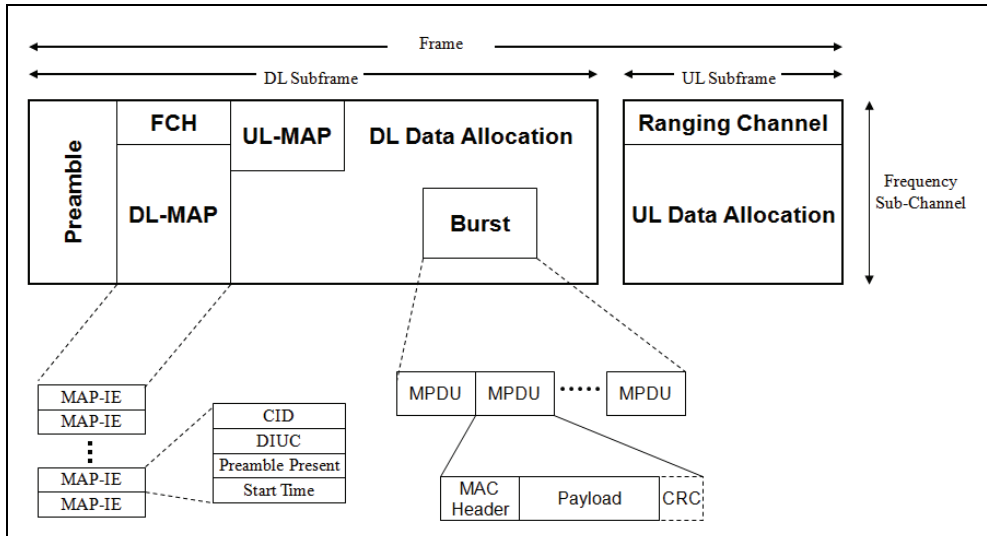 Frame
DL Subframe
UL Subframe
Preamble
FCH
DL-MAP
UL-MAP
DL Data Allocation
Burst
Ranging Channel
UL Data Allocation
Frequency
Sub-Channel
MAP-IE
MAP-IE
MAP-IE
MAP-IE
CID
DIUC
Preamble Present
Start Time
MPDU
MPDU
MPDU
MAC
Header
Payload
CRC